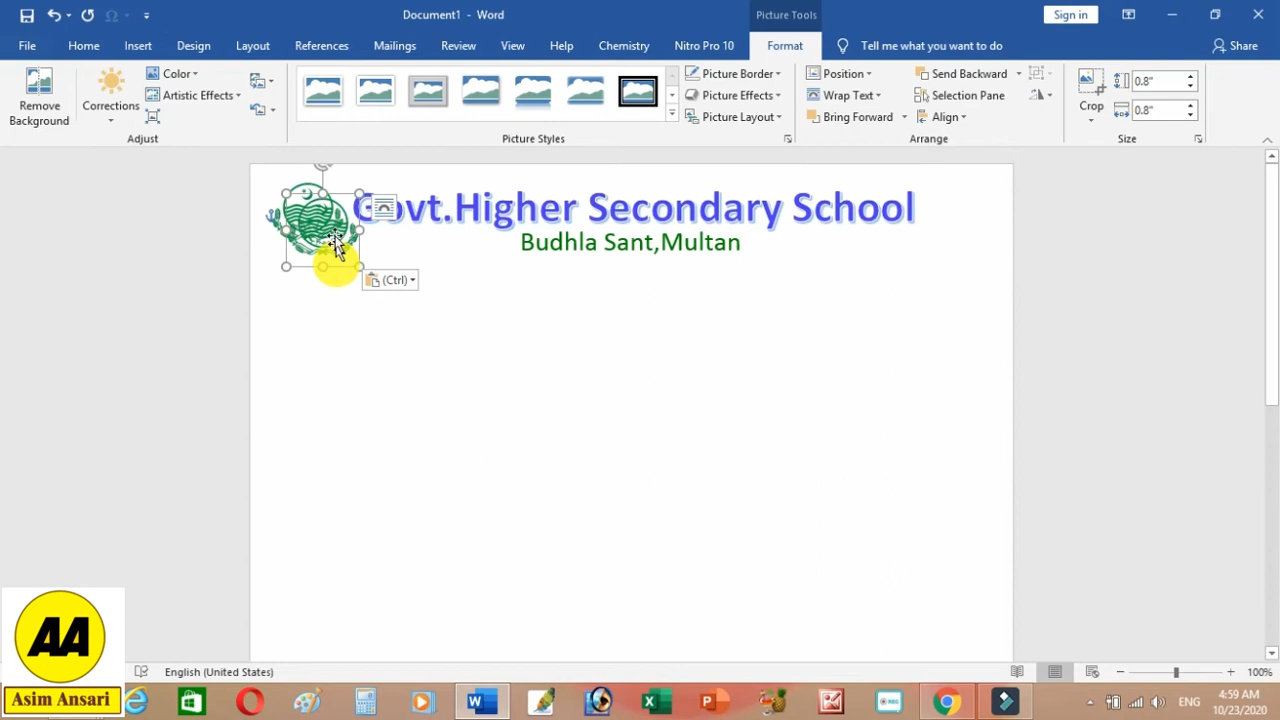 Document1 - Word
Picture Tools
Sign in
File
Home
Insert
Design
Layout
References
Mailings
Review
View
Help
Chemistry
Nitro Pro 10
Format
Tell me what you want to do
Share
Remove Background
Corrections
Color
Artistic Effects
Adjust
Picture Styles
Picture Border
Picture Effects
Picture Layout
Position
Wrap Text
Bring Forward
Send Backward
Selection Pane
Align
Arrange
Crop
0.8"
0.8"
Size
Govt.Higher Secondary School
Budhla Sant,Multan
(Ctrl)
AA
Asim Ansari
English (United States)
100%
ENG
4:59 AM
10/23/2020